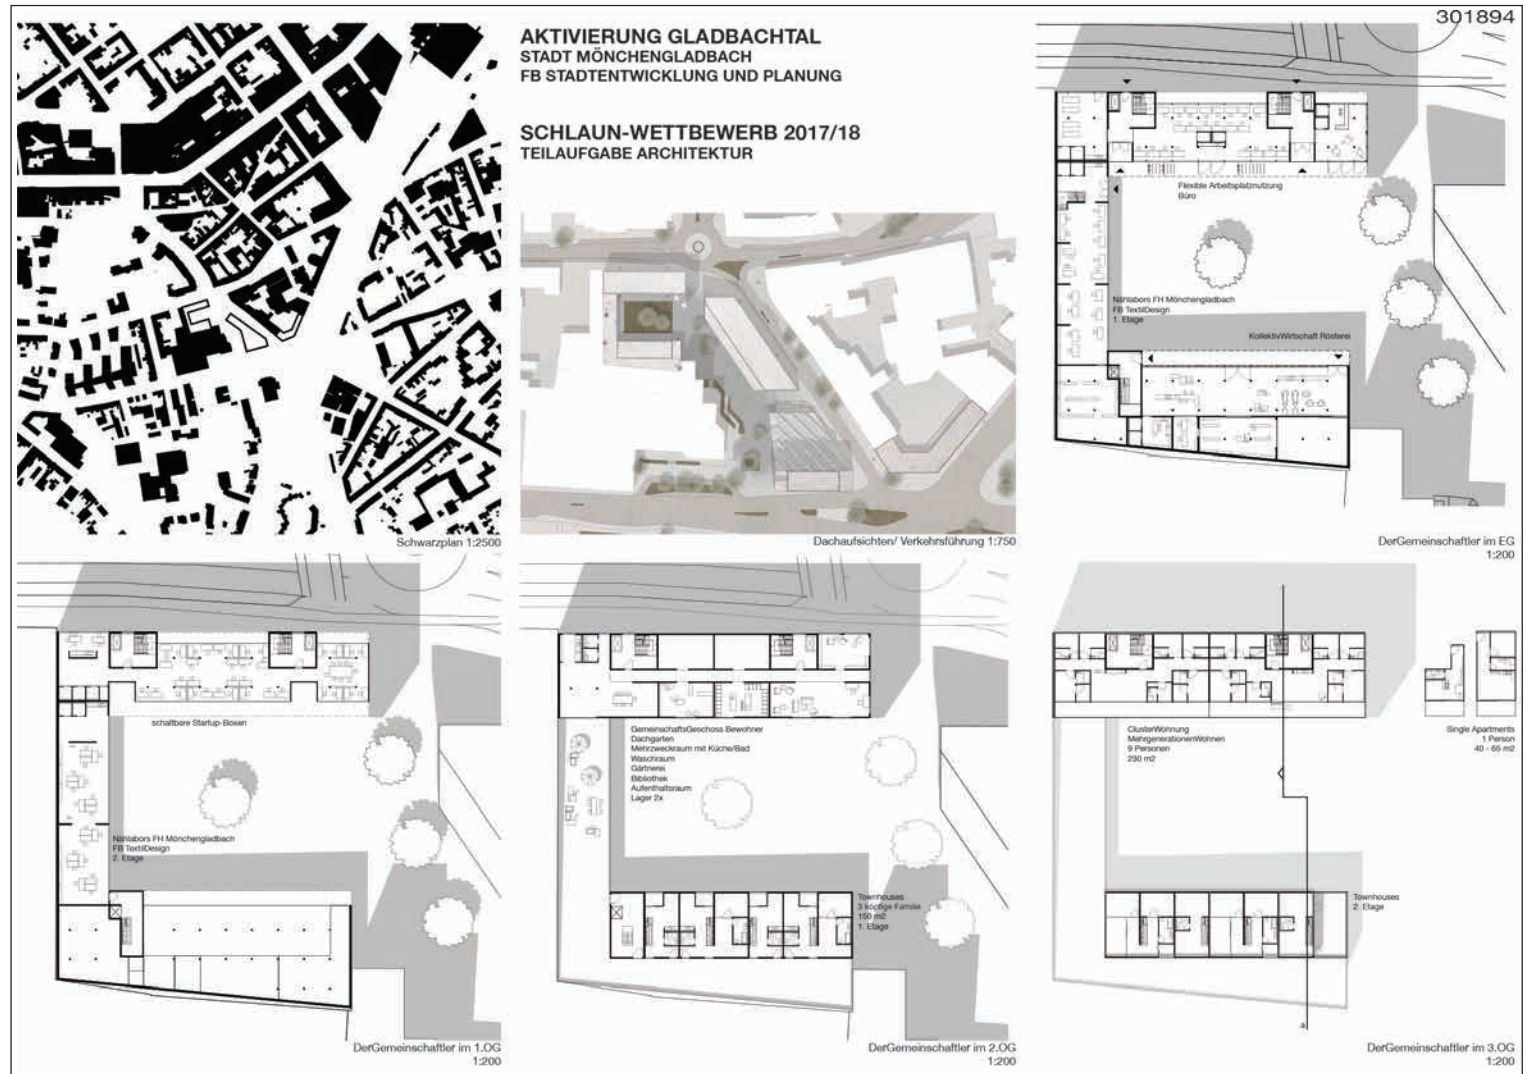 301894
AKTIVIERUNG GLADBACHTAL
STADT MÖNCHENGLADBACH
FB STADTENTWICKLUNG UND PLANUNG
SCHLAUN-WETTBEWERB 2017/18
TEILAUFGABE ARCHITEKTUR
Schwarzplan 1:2500
Dachaufsichten/ Verkehrsführung 1:750
Flexible Arbeitsplatznutzung
Büro
Nählabors FH Mönchengladbach
FB TextilDesign
1. Etage
KollektivWirtschaft Rösterei
DerGemeinschaftler im EG
1:200
schaltbare Startup-Boxen
Nählabors FH Mönchengladbach
FB TextilDesign
2. Etage
DerGemeinschaftler im 1.OG
1:200
GemeinschaftsGeschoss Bewohner
Dachgarten
Mehrzweckraum mit Küche/Bad
Waschraum
Gärtnerei
Bibliothek
Aufenthaltsraum
Lager 2x
Townhouses
3 köpfige Familie
150 m2
1. Etage
DerGemeinschaftler im 2.OG
1:200
ClusterWohnung
MehrgenerationenWohnen
9 Personen
230 m2
Single Apartments
1 Person
40 - 65 m2
Townhouses
2. Etage
a
DerGemeinschaftler im 3.OG
1:200